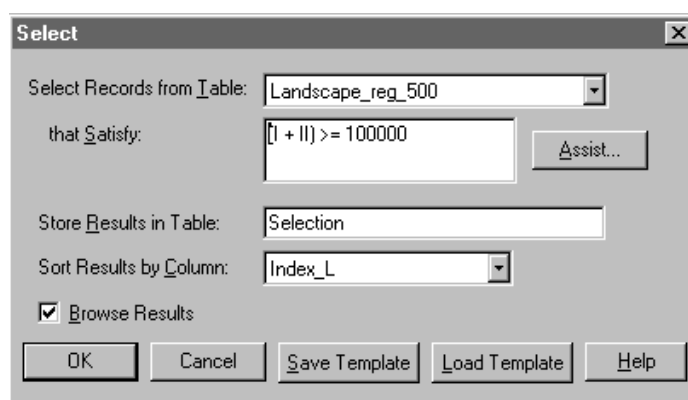 Select
Select Records from Table: Landscape_reg_500
that Satisfy: (I + II) >= 100000
Assist...
Store Results in Table: Selection
Sort Results by Column: Index_L
Browse Results
OK Cancel Save Template Load Template Help